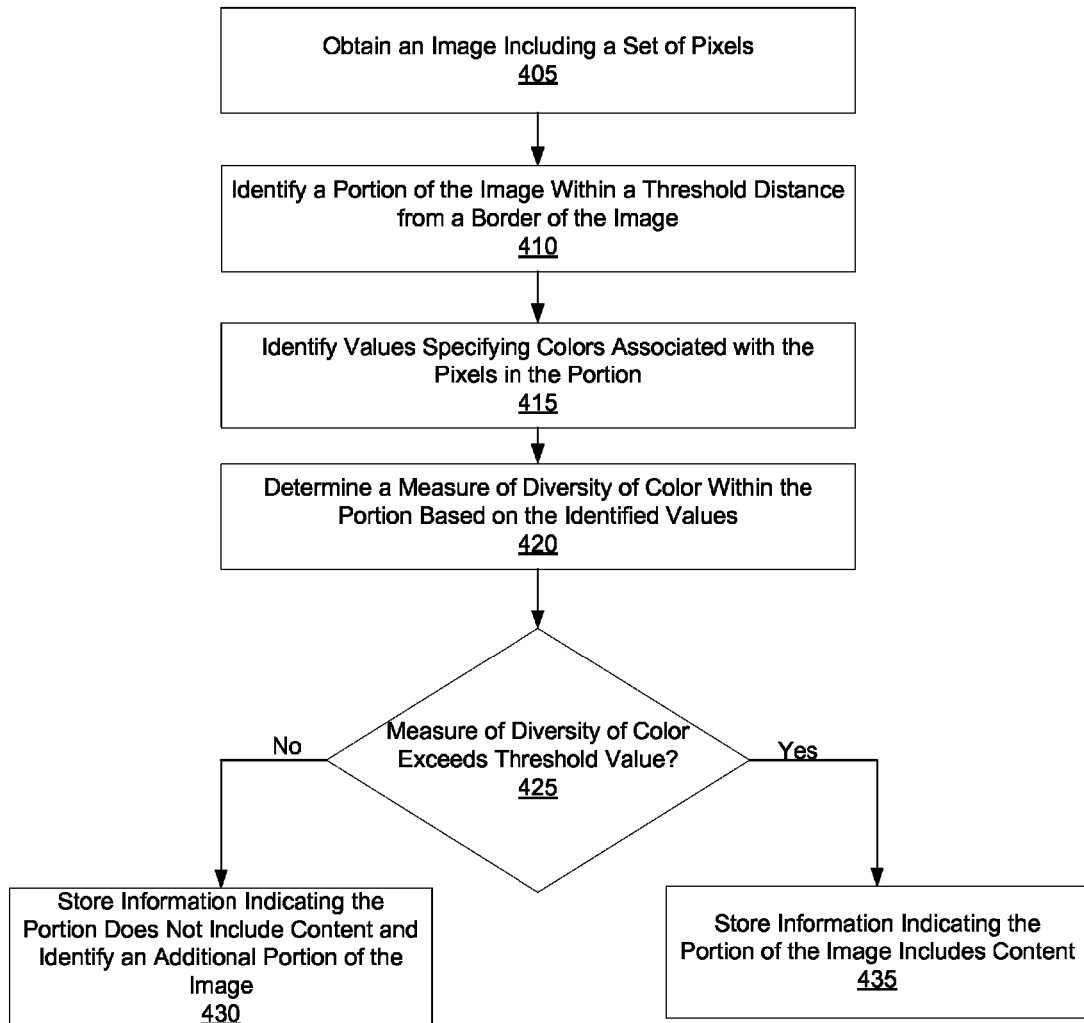 Obtain an Image Including a Set of Pixels
405
Identify a Portion of the Image Within a Threshold Distance
from a Border of the Image
410
Identify Values Specifying Colors Associated with the
Pixels in the Portion
415
Determine a Measure of Diversity of Color Within the
Portion Based on the Identified Values
420
Measure of Diversity of Color
Exceeds Threshold Value?
425
No
Yes
Store Information Indicating the
Portion Does Not Include Content and
Identify an Additional Portion of the
Image
430
Store Information Indicating the
Portion of the Image Includes Content
435